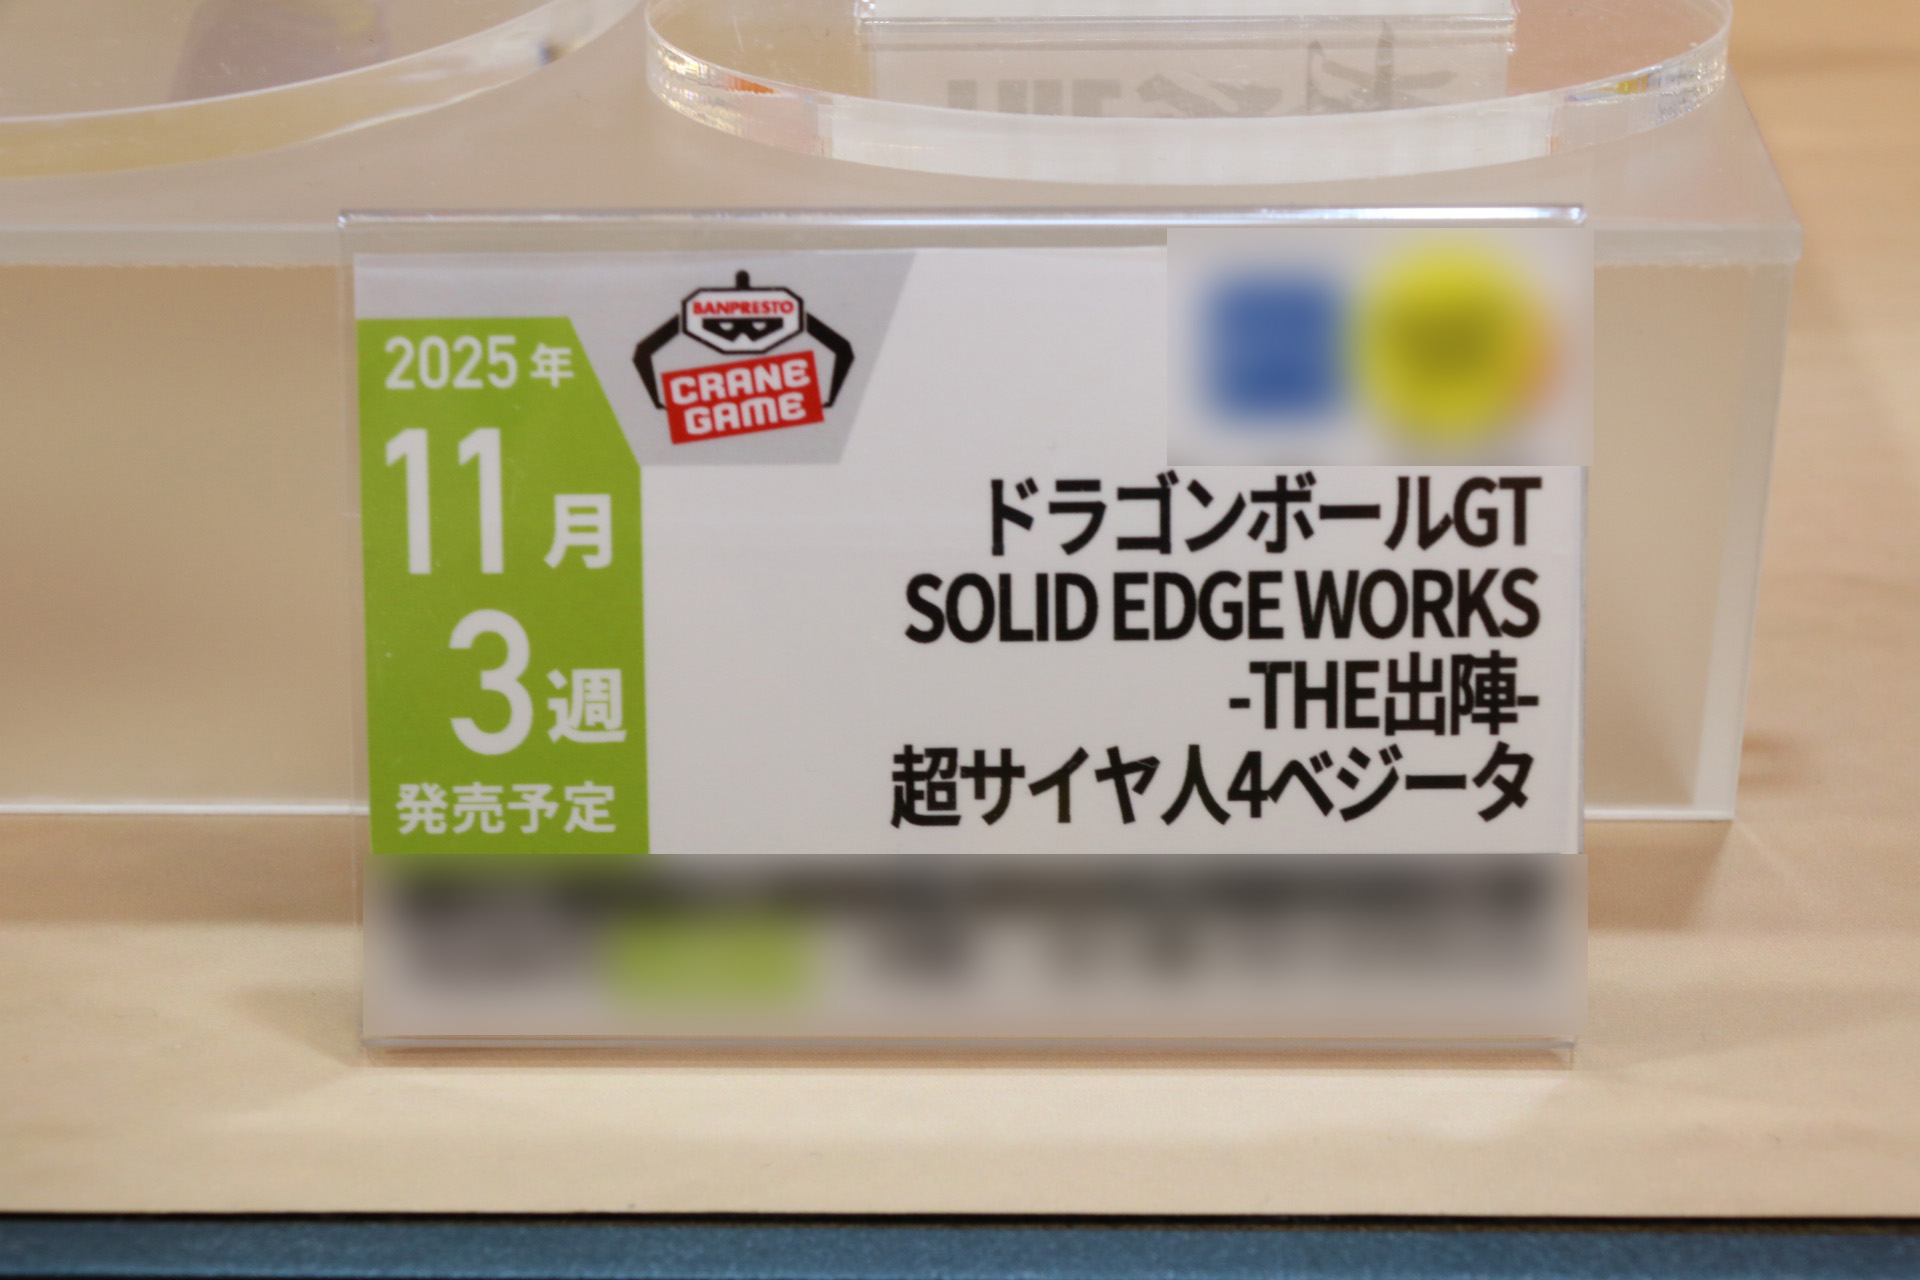 BANPRESTO
CRANE
GAME
2025年
11月
3週
発売予定
ドラゴンボールGT
SOLID EDGE WORKS
-THE出陣-
超サイヤ人4ベジータ